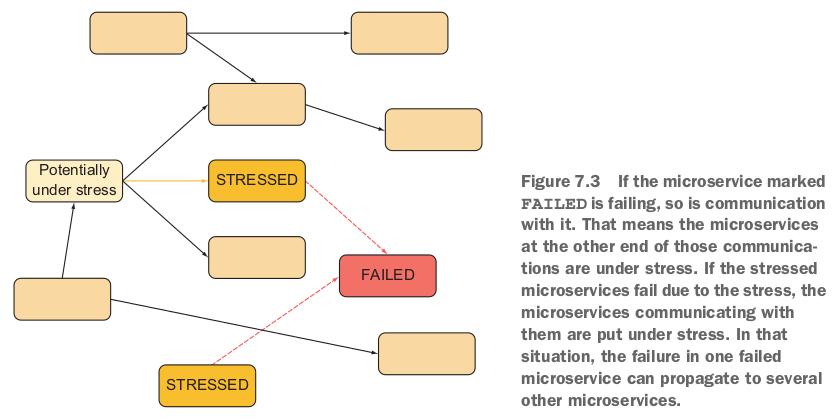 Potentially
under stress
STRESSED
FAILED
STRESSED
Figure 7.3 If the microservice marked
FAILED is failing, so is communication
with it. That means the microservices
at the other end of those communica-
tions are under stress. If the stressed
microservices fail due to the stress, the
microservices communicating with
them are put under stress. In that
situation, the failure in one failed
microservice can propagate to several
other microservices.